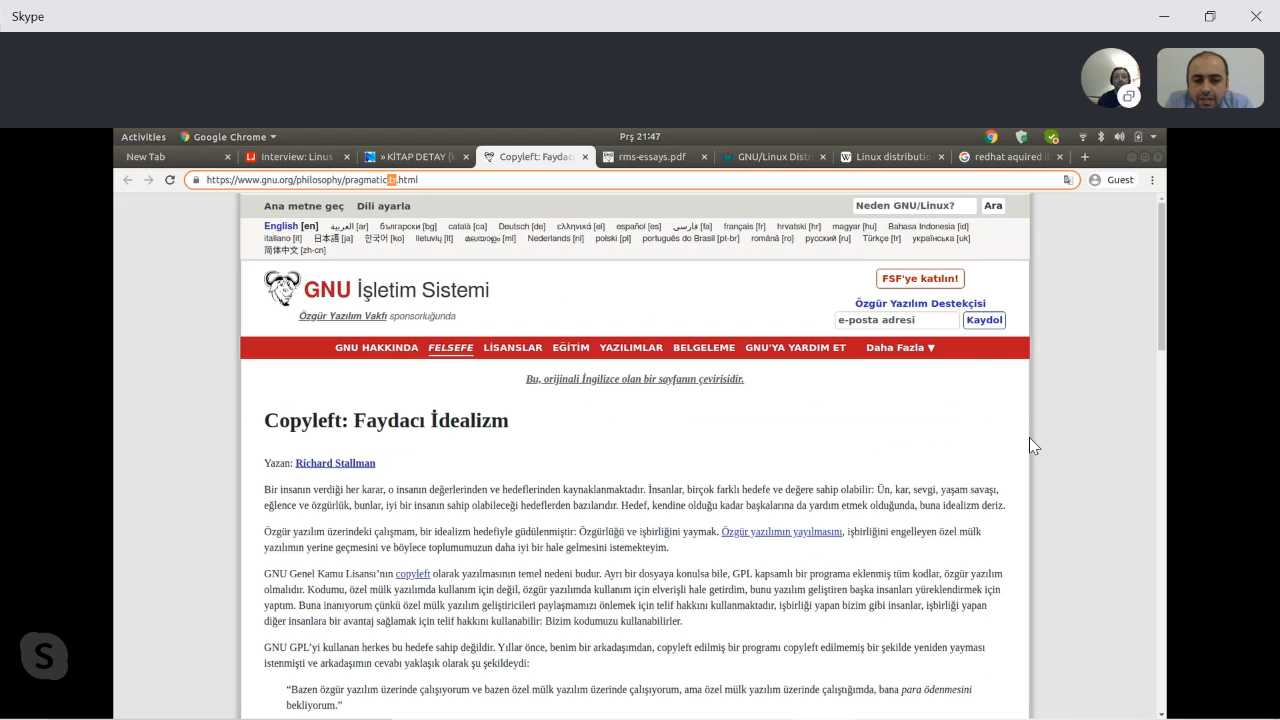 Skype
Activities Google Chrome Prş 21:47
New Tab Interview: Linus » KİTAP DETAY { Copyleft: Faydacı rms-essays.pdf GNU/Linux Distr Linux distributio redhat aquired
https://www.gnu.org/philosophy/pragmatic.tr.html Guest
Ana metne geç Dili ayarla Neden GNU/Linux? Ara
English [en] العربية [ar] български [bg] català [ca] Deutsch [de] ελληνικά [el] español [es] فارسی [fa] français [fr] hrvatski [hr] magyar [hu] Bahasa Indonesia [id]
italiano [it] 日本語 [ja] 한국어 [ko] lietuvių [lt] മലയാളം [ml] Nederlands [nl] polski [pl] português do Brasil [pt-br] română [ro] русский [ru] Türkçe [tr] українська [uk]
简体中文 [zh-cn]
GNU İşletim Sistemi
Özgür Yazılım Vakfı sponsorluğunda
FSF'ye katılın!
Özgür Yazılım Destekçisi
e-posta adresi Kaydol
GNU HAKKINDA FELSEFE LİSANSLAR EĞİTİM YAZILIMLAR BELGELEME GNU'YA YARDIM ET Daha Fazla ▼
Bu, orijinali İngilizce olan bir sayfanın çevirisidir.
Copyleft: Faydacı İdealizm
Yazan: Richard Stallman
Bir insanın verdiği her karar, o insanın değerlerinden ve hedeflerinden kaynaklanmaktadır. İnsanlar, birçok farklı hedefe ve değere sahip olabilir: Ün, kar, sevgi, yaşam savaşı,
eğlence ve özgürlük, bunlar, iyi bir insanın sahip olabileceği hedeflerden bazılarıdır. Hedef, kendine olduğu kadar başkalarına da yardım etmek olduğunda, buna idealizm deriz.
Özgür yazılım üzerindeki çalışmam, bir idealizm hedefiyle güdülenmiştir: Özgürlüğü ve işbirliğini yaymak. Özgür yazılımın yayılmasını, işbirliğini engelleyen özel mülk
yazılımın yerine geçmesini ve böylece toplumumuzun daha iyi bir hale gelmesini istemekteyim.
GNU Genel Kamu Lisansı’nın copyleft olarak yazılmasının temel nedeni budur. Ayrı bir dosyaya konulsa bile, GPL kapsamlı bir programa eklenmiş tüm kodlar, özgür yazılım
olmalıdır. Kodumu, özel mülk yazılımda kullanım için değil, özgür yazılımda kullanım için elverişli hale getirdim, bunu yazılım geliştiren başka insanları yüreklendirmek için
yaptım. Buna inanıyorum çünkü özel mülk yazılım geliştiricileri paylaşmamızı önlemek için telif hakkını kullanmaktadır, işbirliği yapan bizim gibi insanlar, işbirliği yapan
diğer insanlara bir avantaj sağlamak için telif hakkını kullanabilir: Bizim kodumuzu kullanabilirler.
GNU GPL’yi kullanan herkes bu hedefe sahip değildir. Yıllar önce, benim bir arkadaşımdan, copyleft edilmiş bir programı copyleft edilmemiş bir şekilde yeniden yayması
istenmişti ve arkadaşımın cevabı yaklaşık olarak şu şekildeydi:
“Bazen özgür yazılım üzerinde çalışıyorum ve bazen özel mülk yazılım üzerinde çalışıyorum, ama özel mülk yazılım üzerinde çalıştığımda, bana para ödenmesini
bekliyorum.”